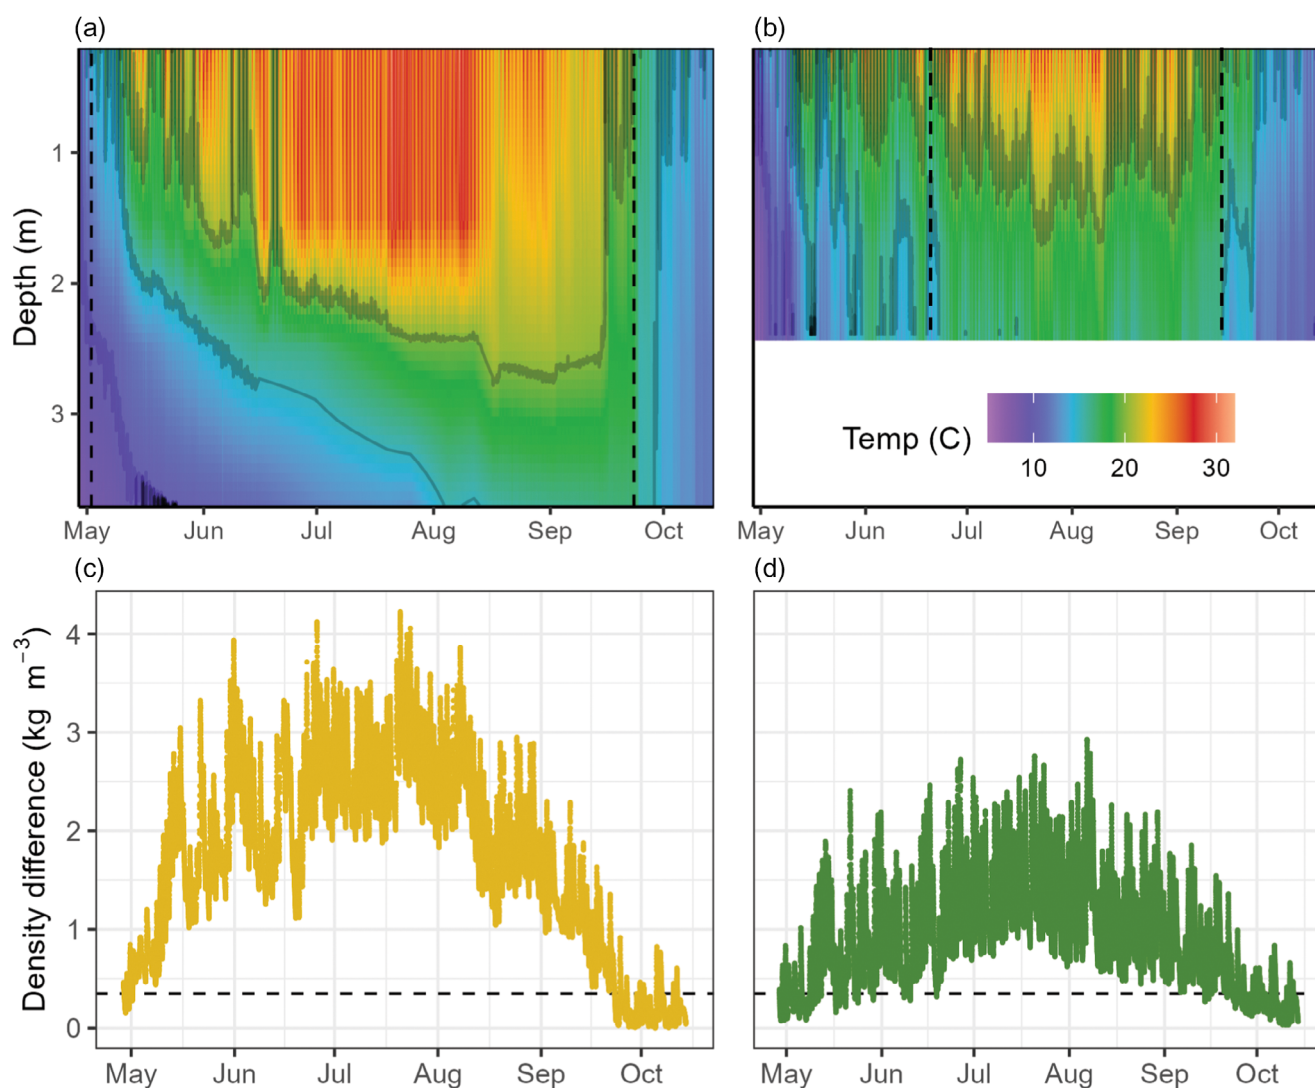 (a)
(b)
Depth (m)
1
2
3
Temp (C)
10 20 30
May Jun Jul Aug Sep Oct
May Jun Jul Aug Sep Oct
(c)
(d)
Density difference (kg m⁻³)
4
3
2
1
0
May Jun Jul Aug Sep Oct
May Jun Jul Aug Sep Oct